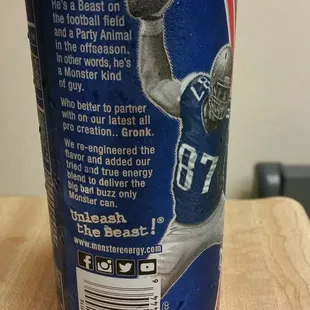 He's a Beast on
the football field
and a Party Animal
in the offseason.
In other words, he's
a Monster kind
of guy.
Who better to partner
with on our latest all
pro creation.. Gronk.
We re-engineered the
flavor and added our
tried and true energy
blend to deliver the
big bad buzz only
Monster can.
Unleash
the Beast!®
www.monsterenergy.com
87
87